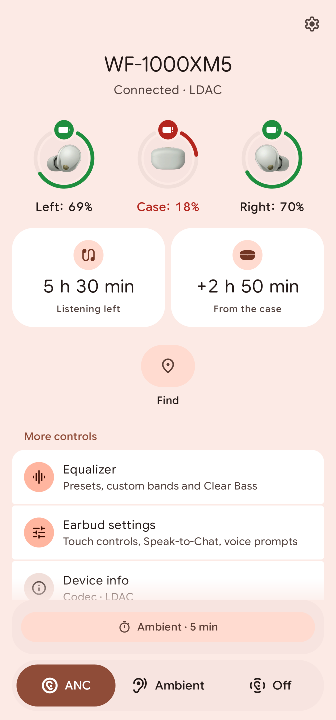 WF-1000XM5
Connected · LDAC
Left: 69%
Case: 18%
Right: 70%
5 h 30 min
Listening left
+2 h 50 min
From the case
Find
More controls
Equalizer
Presets, custom bands and Clear Bass
Earbud settings
Touch controls, Speak-to-Chat, voice prompts
Device info
Codec · LDAC
Ambient · 5 min
ANC
Ambient
Off